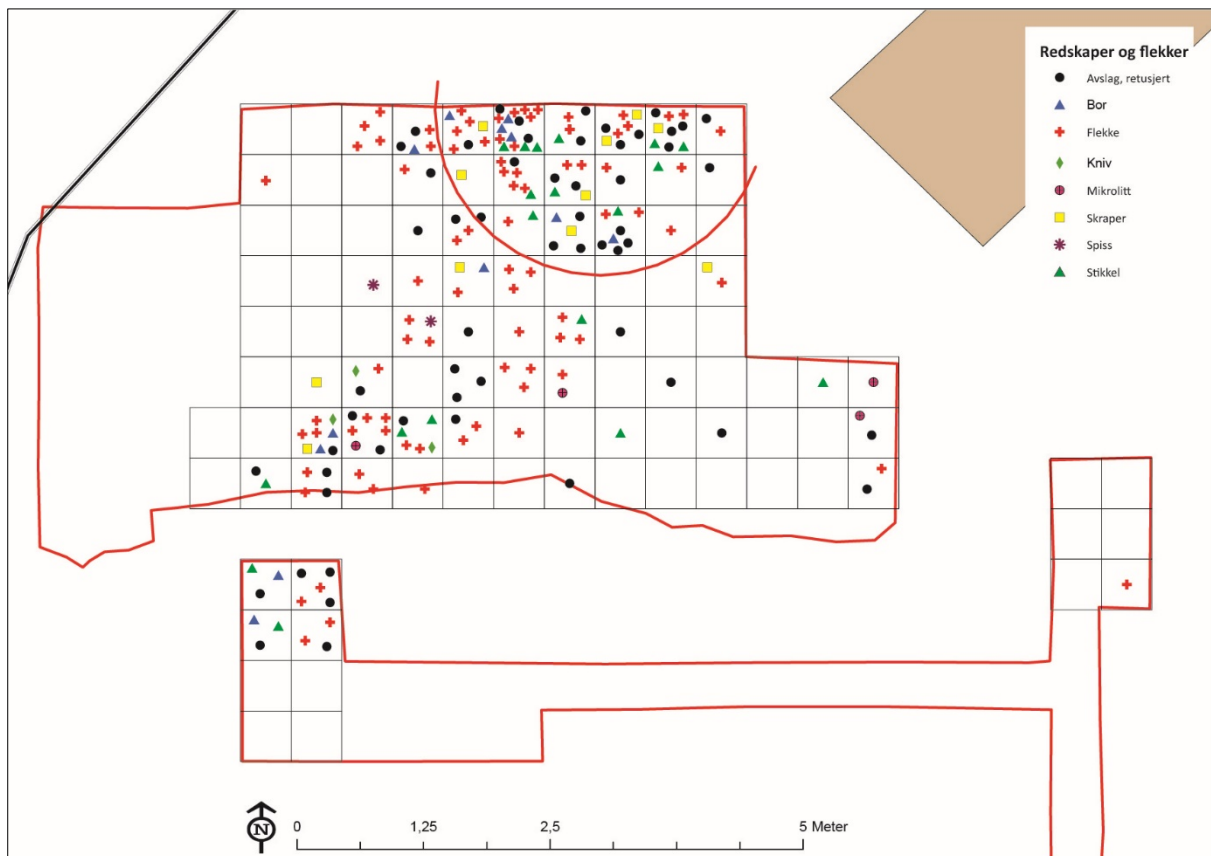 Redskaper og flekker
Avslag, retusjert
Bor
Flekke
Kniv
Mikrolitt
Skraper
Spiss
Stikkel
N
0 1,25 2,5 5 Meter